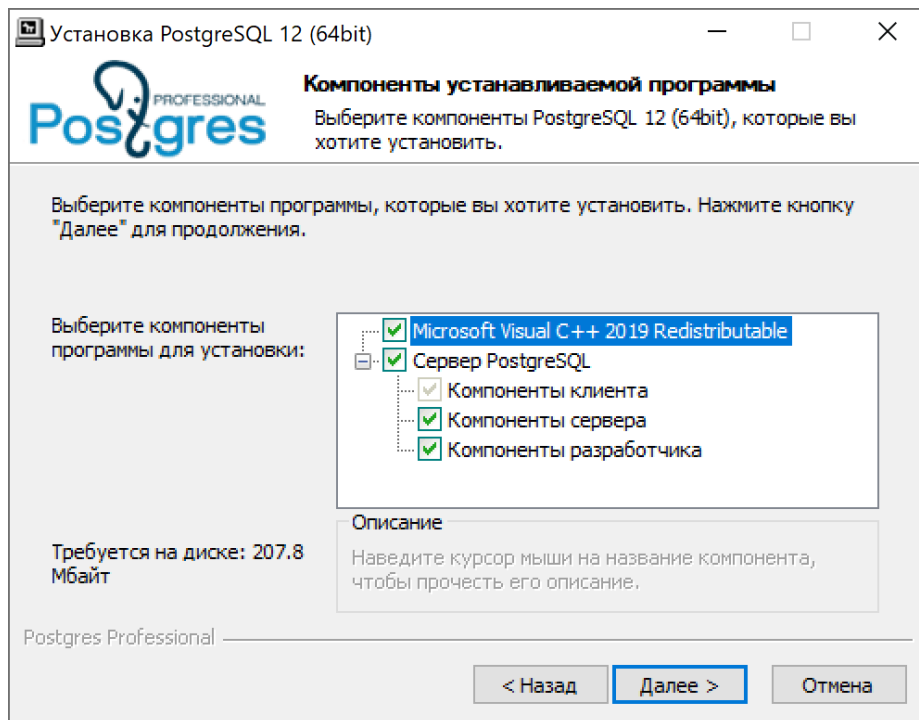 Установка PostgreSQL 12 (64bit)
PROFESSIONAL
Postgres
Компоненты устанавливаемой программы
Выберите компоненты PostgreSQL 12 (64bit), которые вы
хотите установить.
Выберите компоненты программы, которые вы хотите установить. Нажмите кнопку
"Далее" для продолжения.
Выберите компоненты
программы для установки:
Microsoft Visual C++ 2019 Redistributable
Сервер PostgreSQL
Компоненты клиента
Компоненты сервера
Компоненты разработчика
Требуется на диске: 207.8
Мбайт
Описание
Наведите курсор мыши на название компонента,
чтобы прочесть его описание.
Postgres Professional
< Назад
Далее >
Отмена